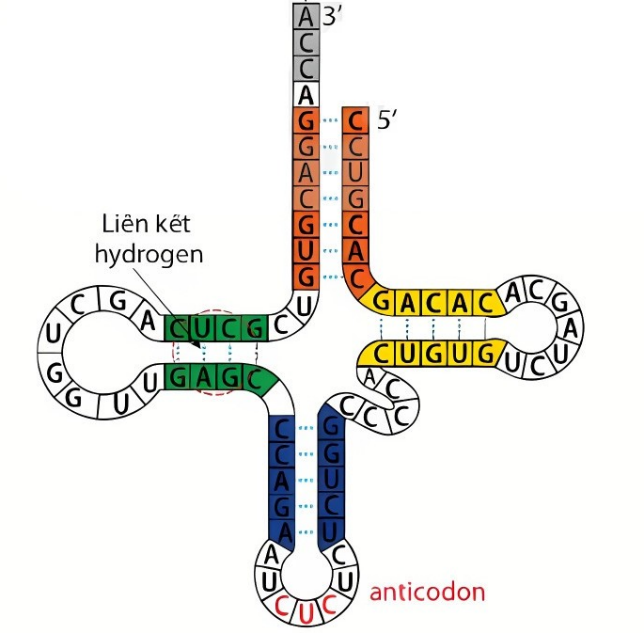 A 3′
C
C
A
G C 5′
G C
A U
C G
G C
U A
G C
Liên kết
hydrogen
U C G A C U C G C U
G A C A C A C G A
G G U U G A G C
C U G U G U C U
A C
C C C
C G
C G
A U
G C
A U
A C
U U
C U C
anticodon